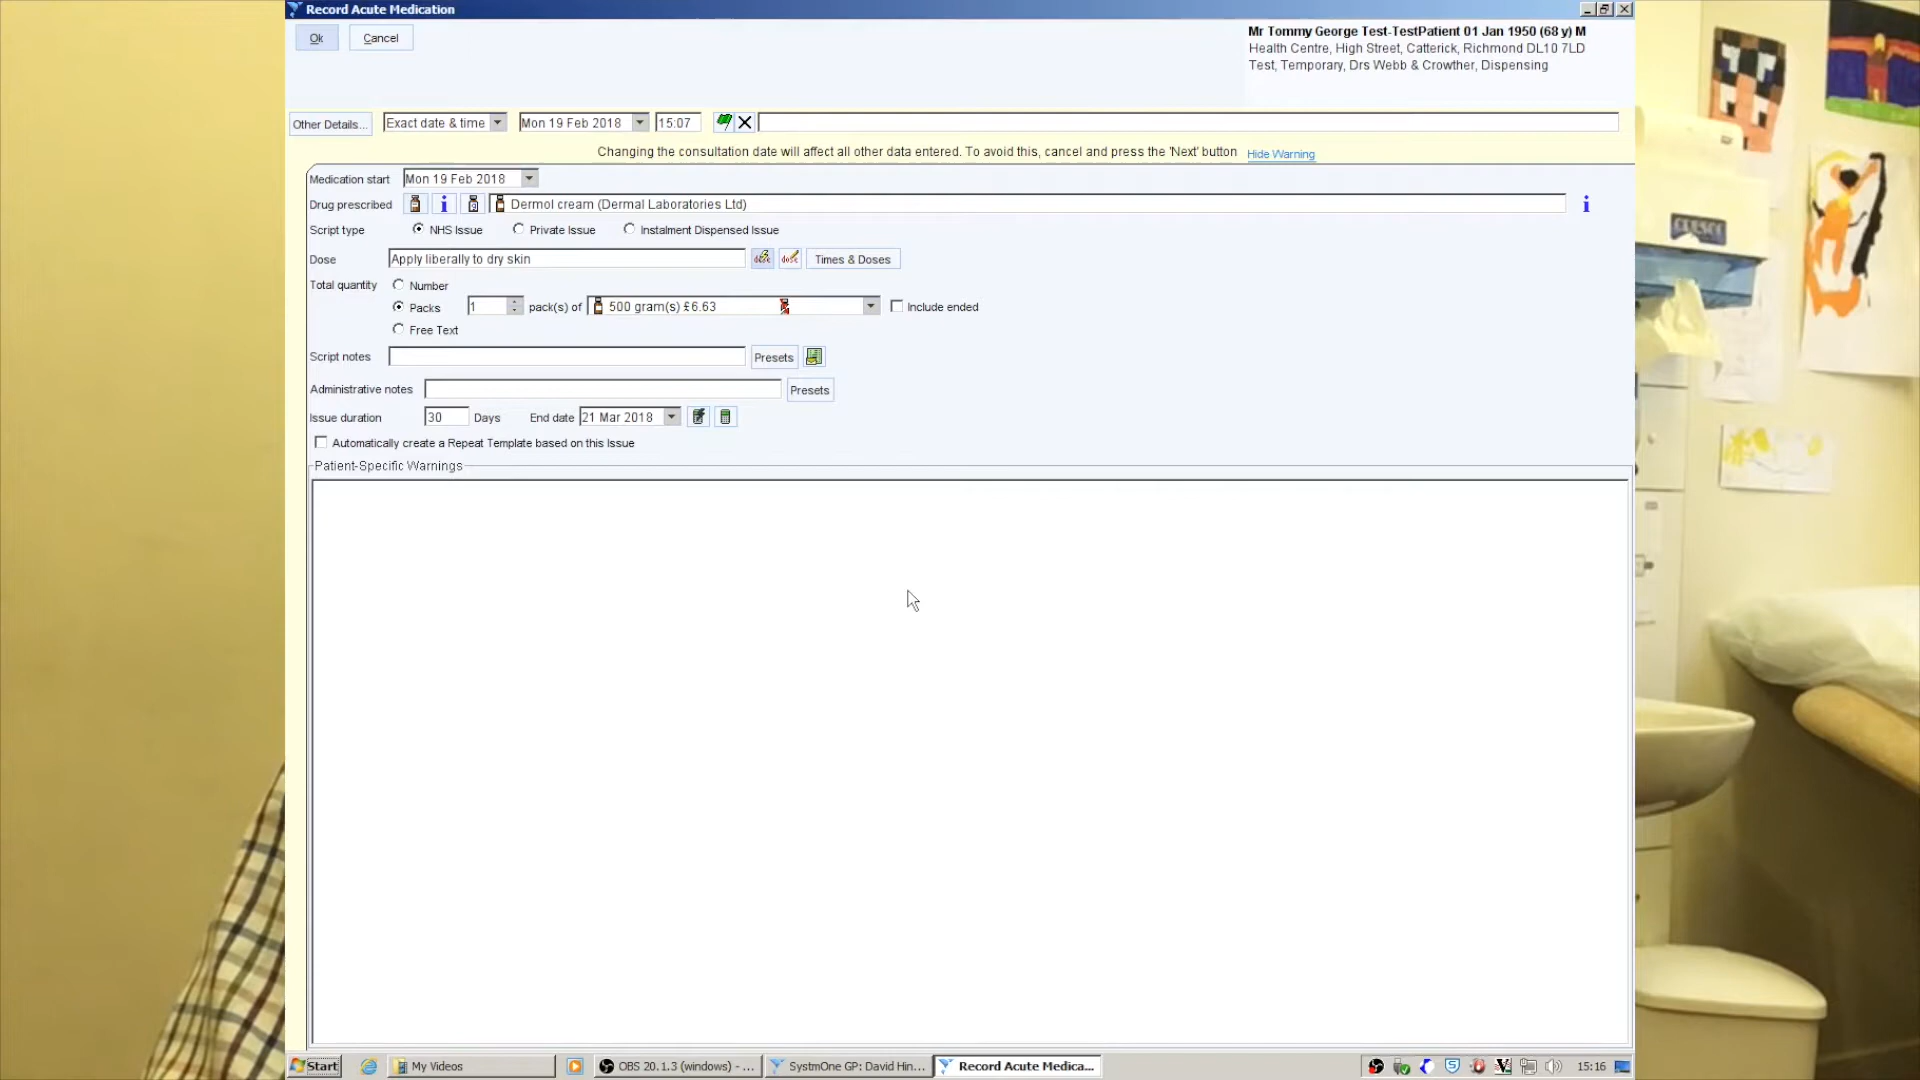 Record Acute Medication
Ok Cancel
Mr Tommy George Test-TestPatient 01 Jan 1950 (68 y) M
Health Centre, High Street, Catterick, Richmond DL10 7LD
Test, Temporary, Drs Webb & Crowther, Dispensing
Other Details... Exact date & time Mon 19 Feb 2018 15:07
Changing the consultation date will affect all other data entered. To avoid this, cancel and press the 'Next' button Hide Warning
Medication start Mon 19 Feb 2018
Drug prescribed Dermol cream (Dermal Laboratories Ltd)
Script type NHS Issue Private Issue Instalment Dispensed Issue
Dose Apply liberally to dry skin Times & Doses
Total quantity Number
Packs 1 pack(s) of 500 gram(s) £6.63 Include ended
Free Text
Script notes Presets
Administrative notes Presets
Issue duration 30 Days End date 21 Mar 2018
Automatically create a Repeat Template based on this Issue
Patient-Specific Warnings
Start My Videos OBS 20.1.3 (windows) - ... SystmOne GP: David Hin... Record Acute Medica... 15:16